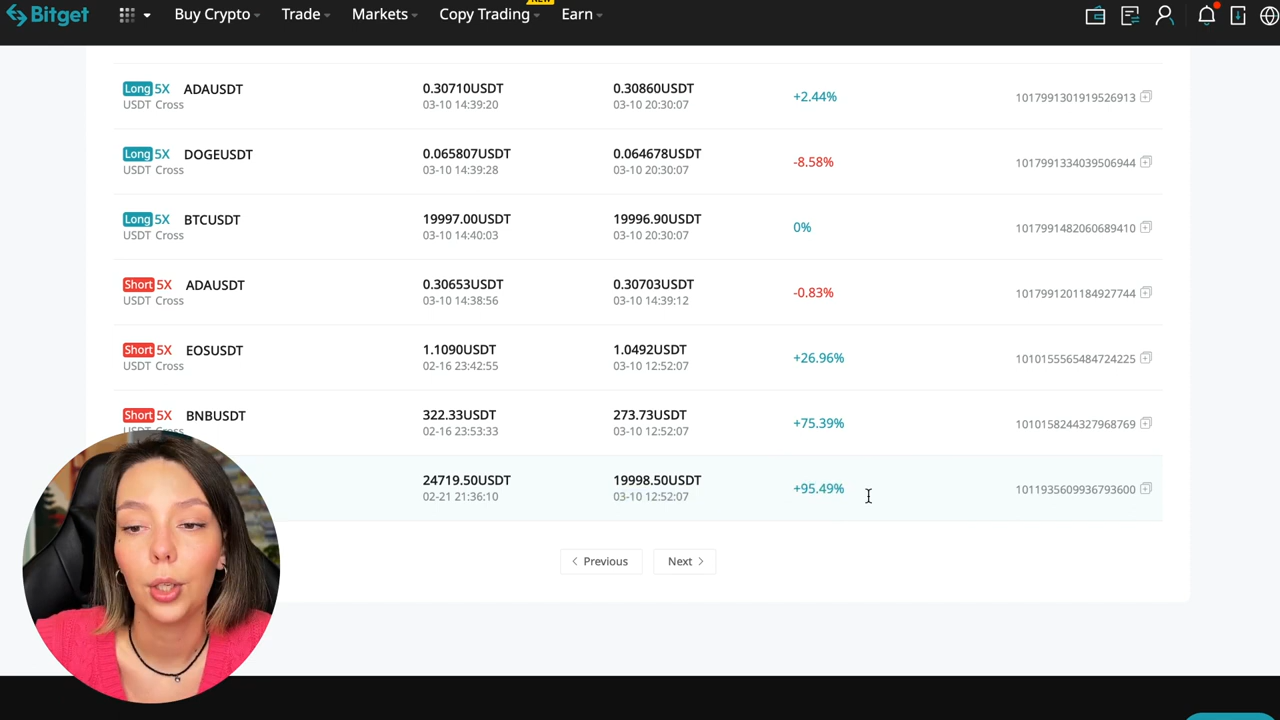 Bitget
Buy Crypto
Trade
Markets
Copy Trading
NEW
Earn
Long 5X ADAUSDT
USDT Cross
0.30710USDT
03-10 14:39:20
0.30860USDT
03-10 20:30:07
+2.44%
1017991301919526913
Long 5X DOGEUSDT
USDT Cross
0.065807USDT
03-10 14:39:28
0.064678USDT
03-10 20:30:07
-8.58%
1017991334039506944
Long 5X BTCUSDT
USDT Cross
19997.00USDT
03-10 14:40:03
19996.90USDT
03-10 20:30:07
0%
1017991482060689410
Short 5X ADAUSDT
USDT Cross
0.30653USDT
03-10 14:38:56
0.30703USDT
03-10 14:39:12
-0.83%
1017991201184927744
Short 5X EOSUSDT
USDT Cross
1.1090USDT
02-16 23:42:55
1.0492USDT
03-10 12:52:07
+26.96%
1010155565484724225
Short 5X BNBUSDT
USDT Cross
322.33USDT
02-16 23:53:33
273.73USDT
03-10 12:52:07
+75.39%
1010158244327968769
24719.50USDT
02-21 21:36:10
19998.50USDT
03-10 12:52:07
+95.49%
1011935609936793600
Previous
Next